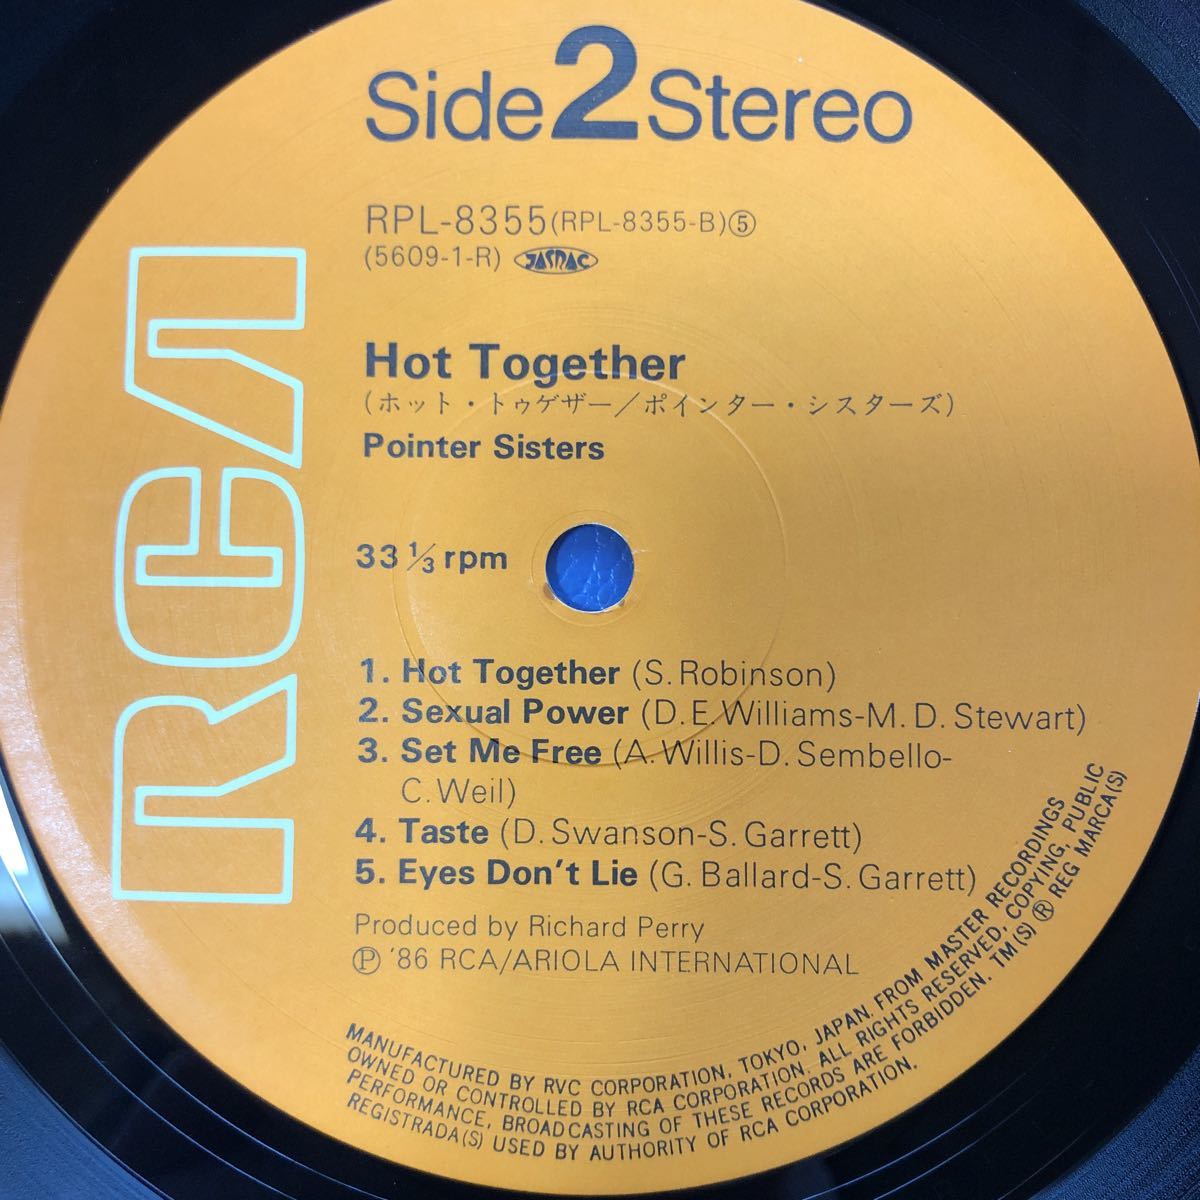 Side 2 Stereo
RPL-8355(RPL-8355-B)⑤
(5609-1-R) JASRAC
Hot Together
(ホット・トゥゲザー/ポインター・シスターズ)
Pointer Sisters
33 1/3 rpm
1. Hot Together (S. Robinson)
2. Sexual Power (D. E. Williams-M. D. Stewart)
3. Set Me Free (A. Willis-D. Sembello-
C. Weil)
4. Taste (D. Swanson-S. Garrett)
5. Eyes Don't Lie (G. Ballard-S. Garrett)
Produced by Richard Perry
Ⓟ '86 RCA/ARIOLA INTERNATIONAL
RCA
MANUFACTURED BY RVC CORPORATION, TOKYO, JAPAN. FROM MASTER RECORDINGS
OWNED OR CONTROLLED BY RCA CORPORATION. ALL RIGHTS RESERVED, COPYING, PUBLIC
PERFORMANCE, BROADCASTING OF THESE RECORDS ARE FORBIDDEN. TM(S) ® REG MARCA(S)
REGISTRADA(S) USED BY AUTHORITY OF RCA CORPORATION.